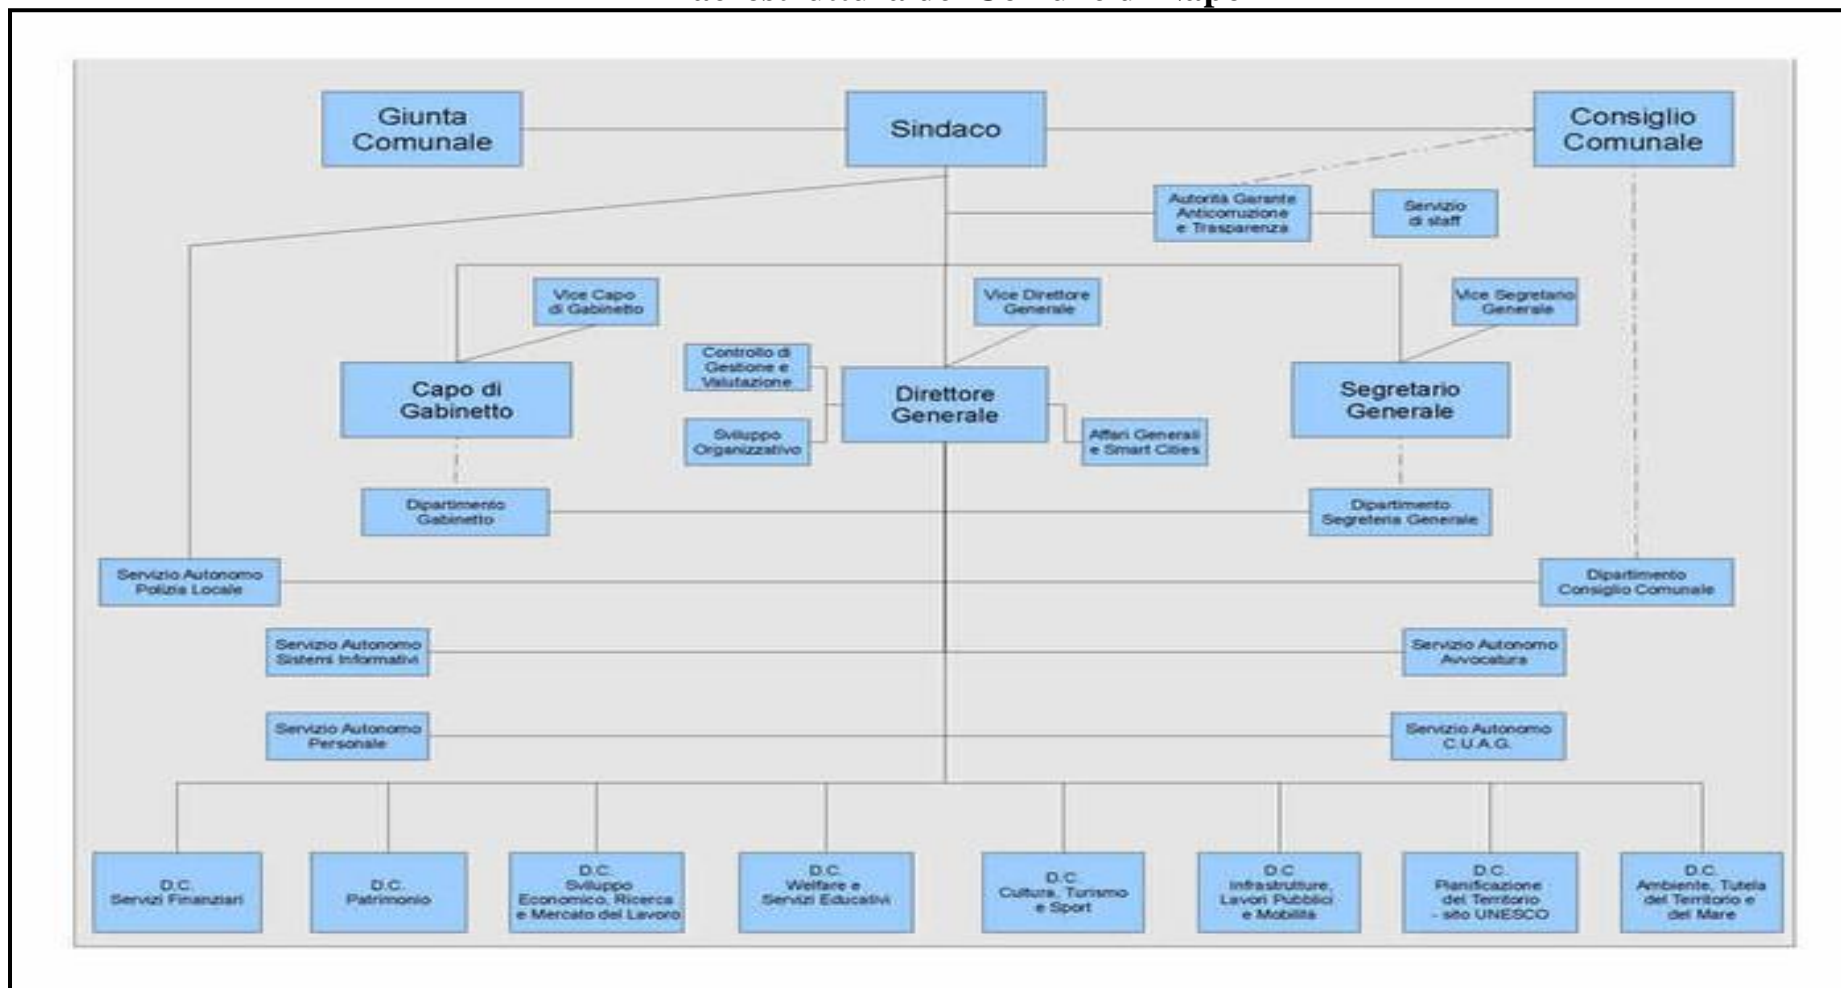 Giunta
Comunale
Sindaco
Consiglio
Comunale
Autorità Garante
Anticorruzione
e Trasparenza
Servizio
di staff
Vice Capo
di Gabinetto
Vice Direttore
Generale
Vice Segretario
Generale
Controllo di
Gestione e
Valutazione
Capo di
Gabinetto
Direttore
Generale
Segretario
Generale
Sviluppo
Organizzativo
Affari Generali
e Smart Cities
Dipartimento
Gabinetto
Dipartimento
Segreteria Generale
Servizio Autonomo
Polizia Locale
Dipartimento
Consiglio Comunale
Servizio Autonomo
Sistemi Informativi
Servizio Autonomo
Avvocatura
Servizio Autonomo
Personale
Servizio Autonomo
C.U.A.G.
D.C.
Servizi Finanziari
D.C.
Patrimonio
D.C.
Sviluppo
Economico, Ricerca
e Mercato del Lavoro
D.C.
Welfare e
Servizi Educativi
D.C.
Cultura, Turismo
e Sport
D.C
Infrastrutture,
Lavori Pubblici
e Mobilità
D.C.
Pianificazione
del Territorio
- sito UNESCO
D.C.
Ambiente, Tutela
del Territorio e
del Mare